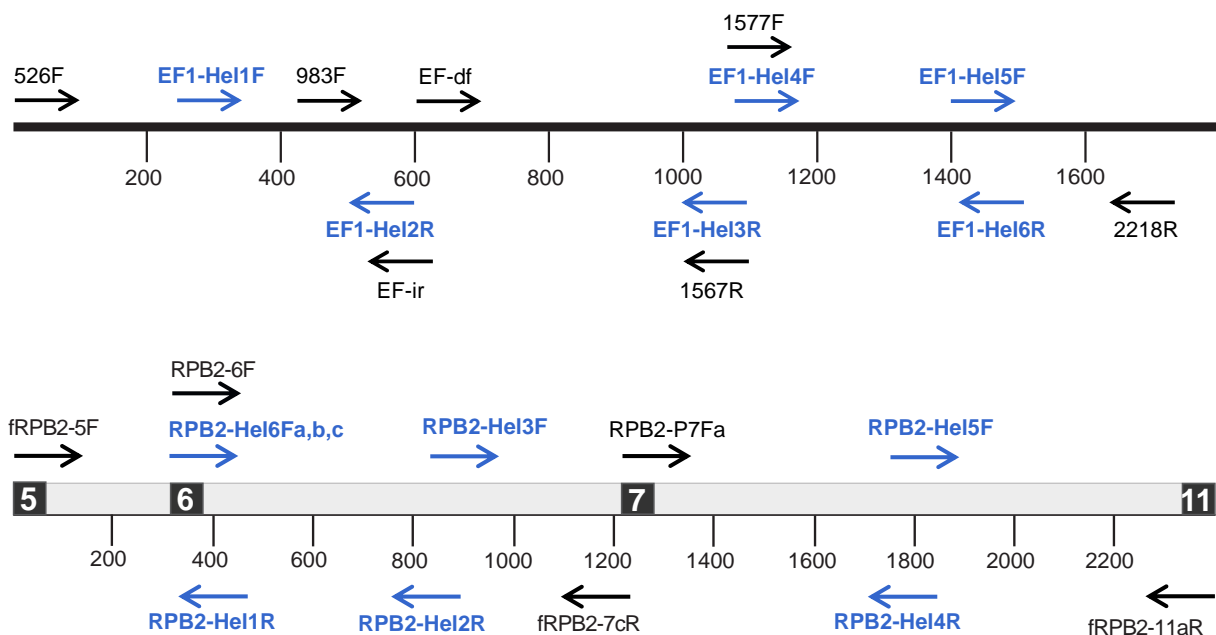 1577F
526F EF1-Hel1F 983F EF-df EF1-Hel4F EF1-Hel5F
200 400 600 800 1000 1200 1400 1600
EF1-Hel2R EF1-Hel3R EF1-Hel6R 2218R
EF-ir 1567R
RPB2-6F
fRPB2-5F RPB2-Hel6Fa,b,c RPB2-Hel3F RPB2-P7Fa RPB2-Hel5F
5 6 7 11
200 400 600 800 1000 1200 1400 1600 1800 2000 2200
RPB2-Hel1R RPB2-Hel2R fRPB2-7cR RPB2-Hel4R fRPB2-11aR